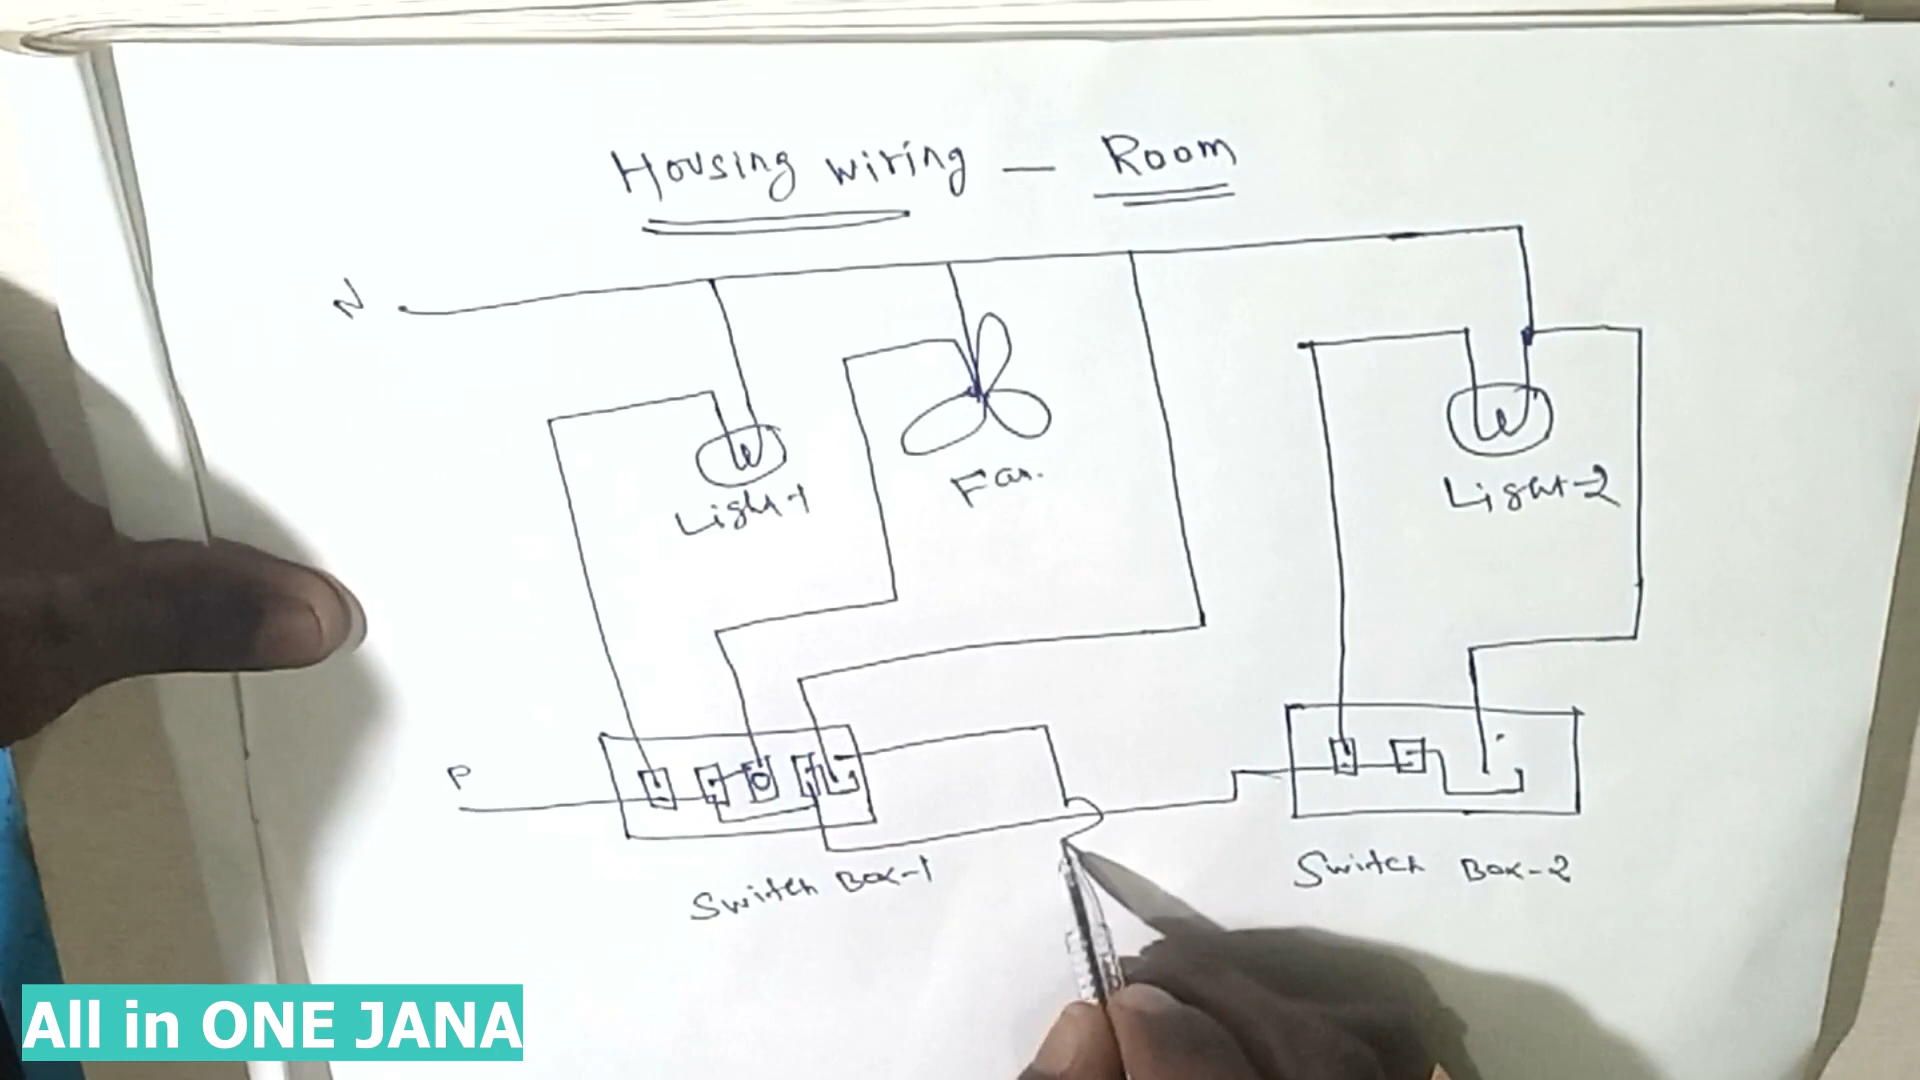 Housing wiring — Room
N
Light-1
Fan.
Light-2
P
Switch Box-1
Switch Box-2
All in ONE JANA